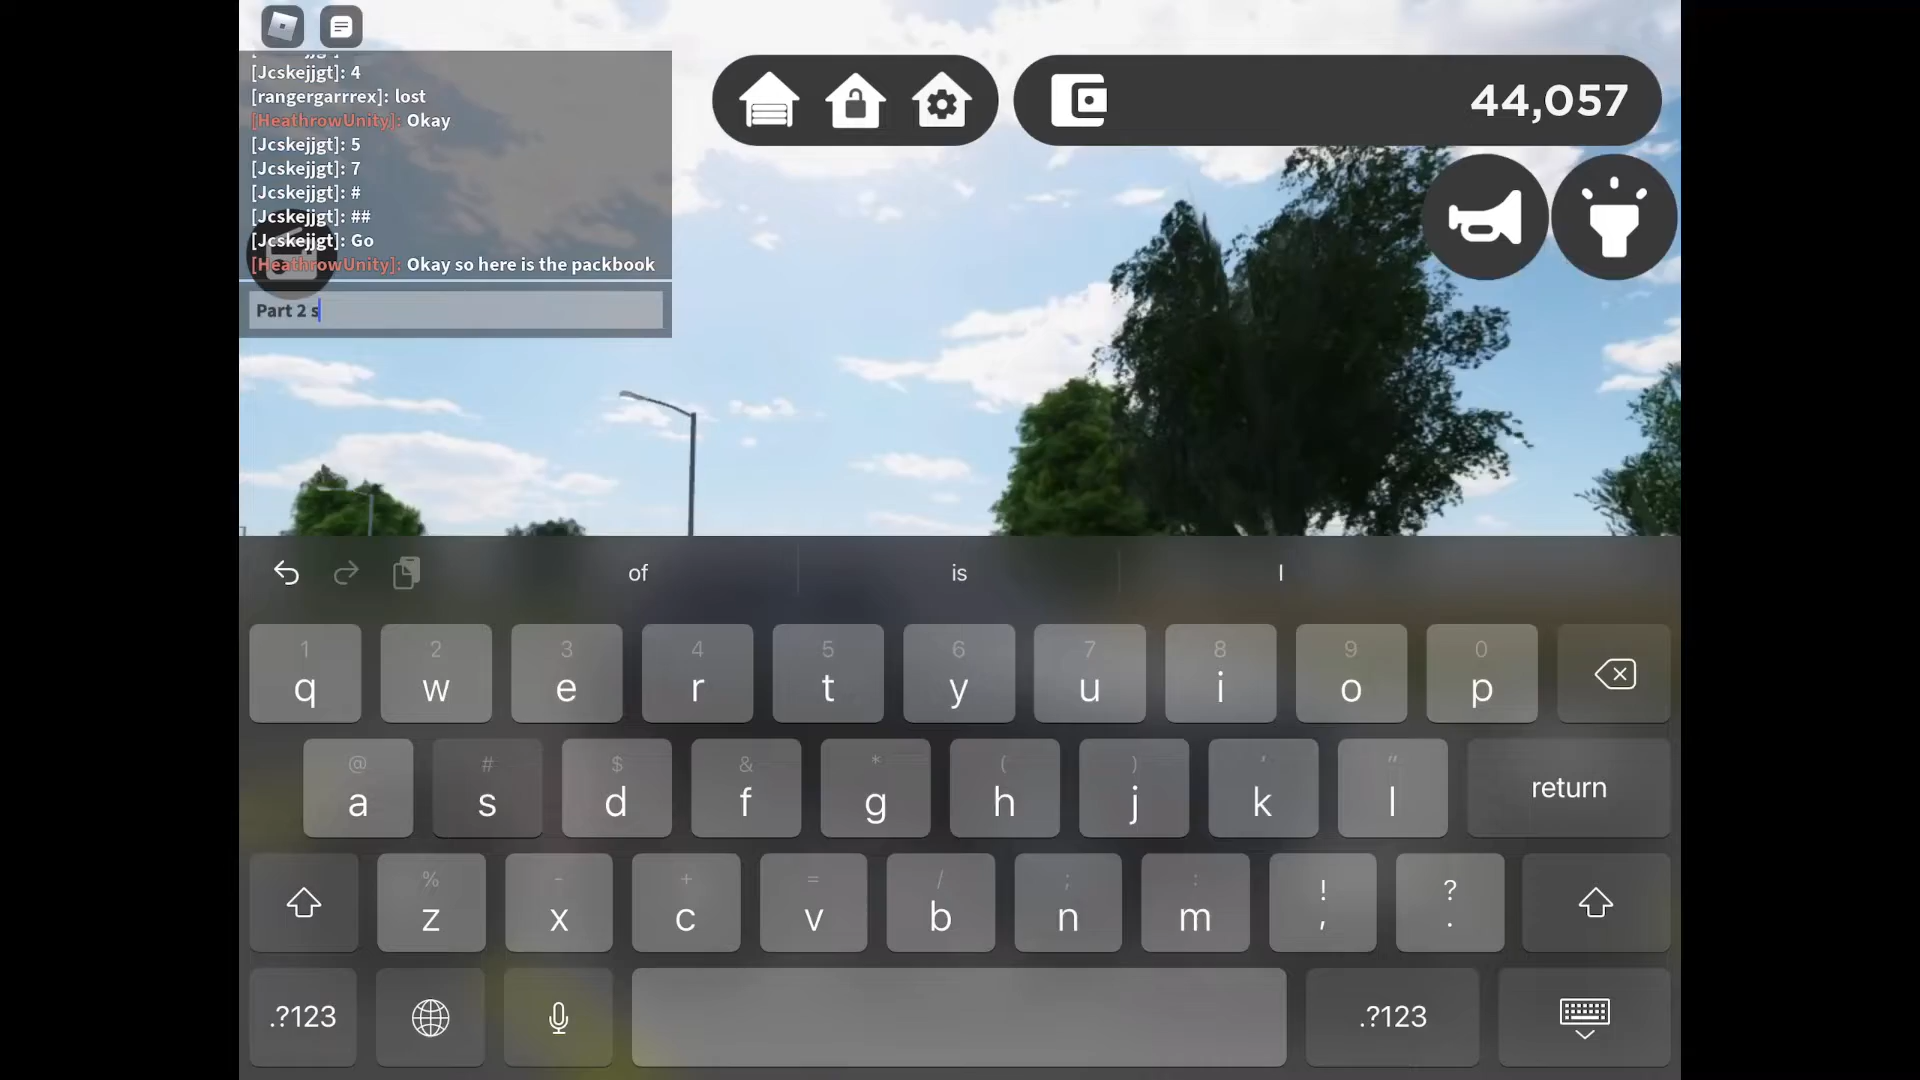 [Jcskejjgt]: 4
[rangergarrrex]: lost
[HeathrowUnity]: Okay
[Jcskejjgt]: 5
[Jcskejjgt]: 7
[Jcskejjgt]: #
[Jcskejjgt]: ##
[Jcskejjgt]: Go
[HeathrowUnity]: Okay so here is the packbook
Part 2 s
44,057
of is I
1 2 3 4 5 6 7 8 9 0
q w e r t y u i o p
@ # $ & * ( ) ' "
a s d f g h j k l return
% - + = / ; : ! ?
z x c v b n m , .
.?123 .?123